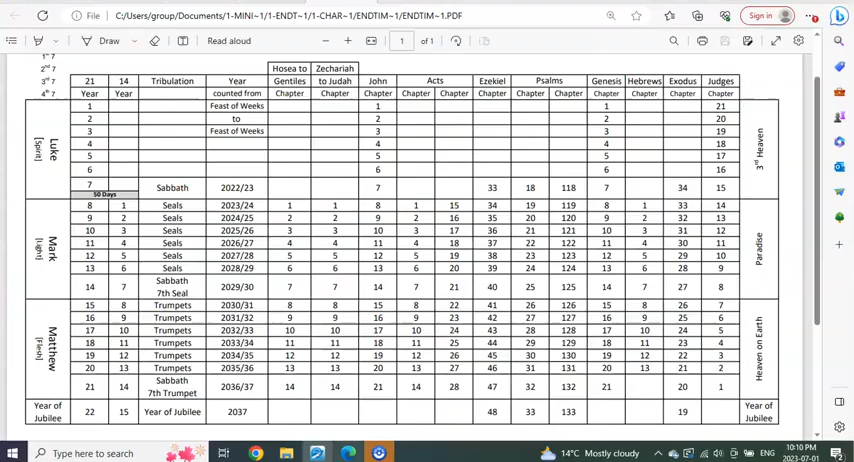 File C:/Users/group/Documents/1-MINI~1/1-ENDT~1/1-CHAR~1/ENDTIM~1/ENDTIM~1.PDF
Sign in
Draw Read aloud 1 of 1
1st 7
2nd 7 Hosea to Zechariah
3rd 7 21 14 Tribulation Year Gentiles to Judah John Acts Ezekiel Psalms Genesis Hebrews Exodus Judges
4th 7 Year Year counted from Chapter Chapter Chapter Chapter Chapter Chapter Chapter Chapter Chapter Chapter Chapter Chapter
Luke
[Spirit]
1 Feast of Weeks 1 1 21
2 to 2 2 20
3 Feast of Weeks 3 3 19
4 4 4 18
5 5 5 17
6 6 6 16
7 Sabbath 2022/23 7 33 18 118 7 34 15
50 Days
3rd Heaven
Mark
[Light]
8 1 Seals 2023/24 1 1 8 1 15 34 19 119 8 1 33 14
9 2 Seals 2024/25 2 2 9 2 16 35 20 120 9 2 32 13
10 3 Seals 2025/26 3 3 10 3 17 36 21 121 10 3 31 12
11 4 Seals 2026/27 4 4 11 4 18 37 22 122 11 4 30 11
12 5 Seals 2027/28 5 5 12 5 19 38 23 123 12 5 29 10
13 6 Seals 2028/29 6 6 13 6 20 39 24 124 13 6 28 9
Sabbath
14 7 2029/30 7 7 14 7 21 40 25 125 14 7 27 8
7th Seal
Paradise
Matthew
[Flesh]
15 8 Trumpets 2030/31 8 8 15 8 22 41 26 126 15 8 26 7
16 9 Trumpets 2031/32 9 9 16 9 23 42 27 127 16 9 25 6
17 10 Trumpets 2032/33 10 10 17 10 24 43 28 128 17 10 24 5
18 11 Trumpets 2033/34 11 11 18 11 25 44 29 129 18 11 23 4
19 12 Trumpets 2034/35 12 12 19 12 26 45 30 130 19 12 22 3
20 13 Trumpets 2035/36 13 13 20 13 27 46 31 131 20 13 21 2
Sabbath
21 14 2036/37 14 14 21 14 28 47 32 132 21 20 1
7th Trumpet
Heaven on Earth
Year of
Jubilee
22 15 Year of Jubilee 2037 48 33 133 19
Year of
Jubilee
Type here to search 14°C Mostly cloudy ENG 10:10 PM
2023-07-01
2